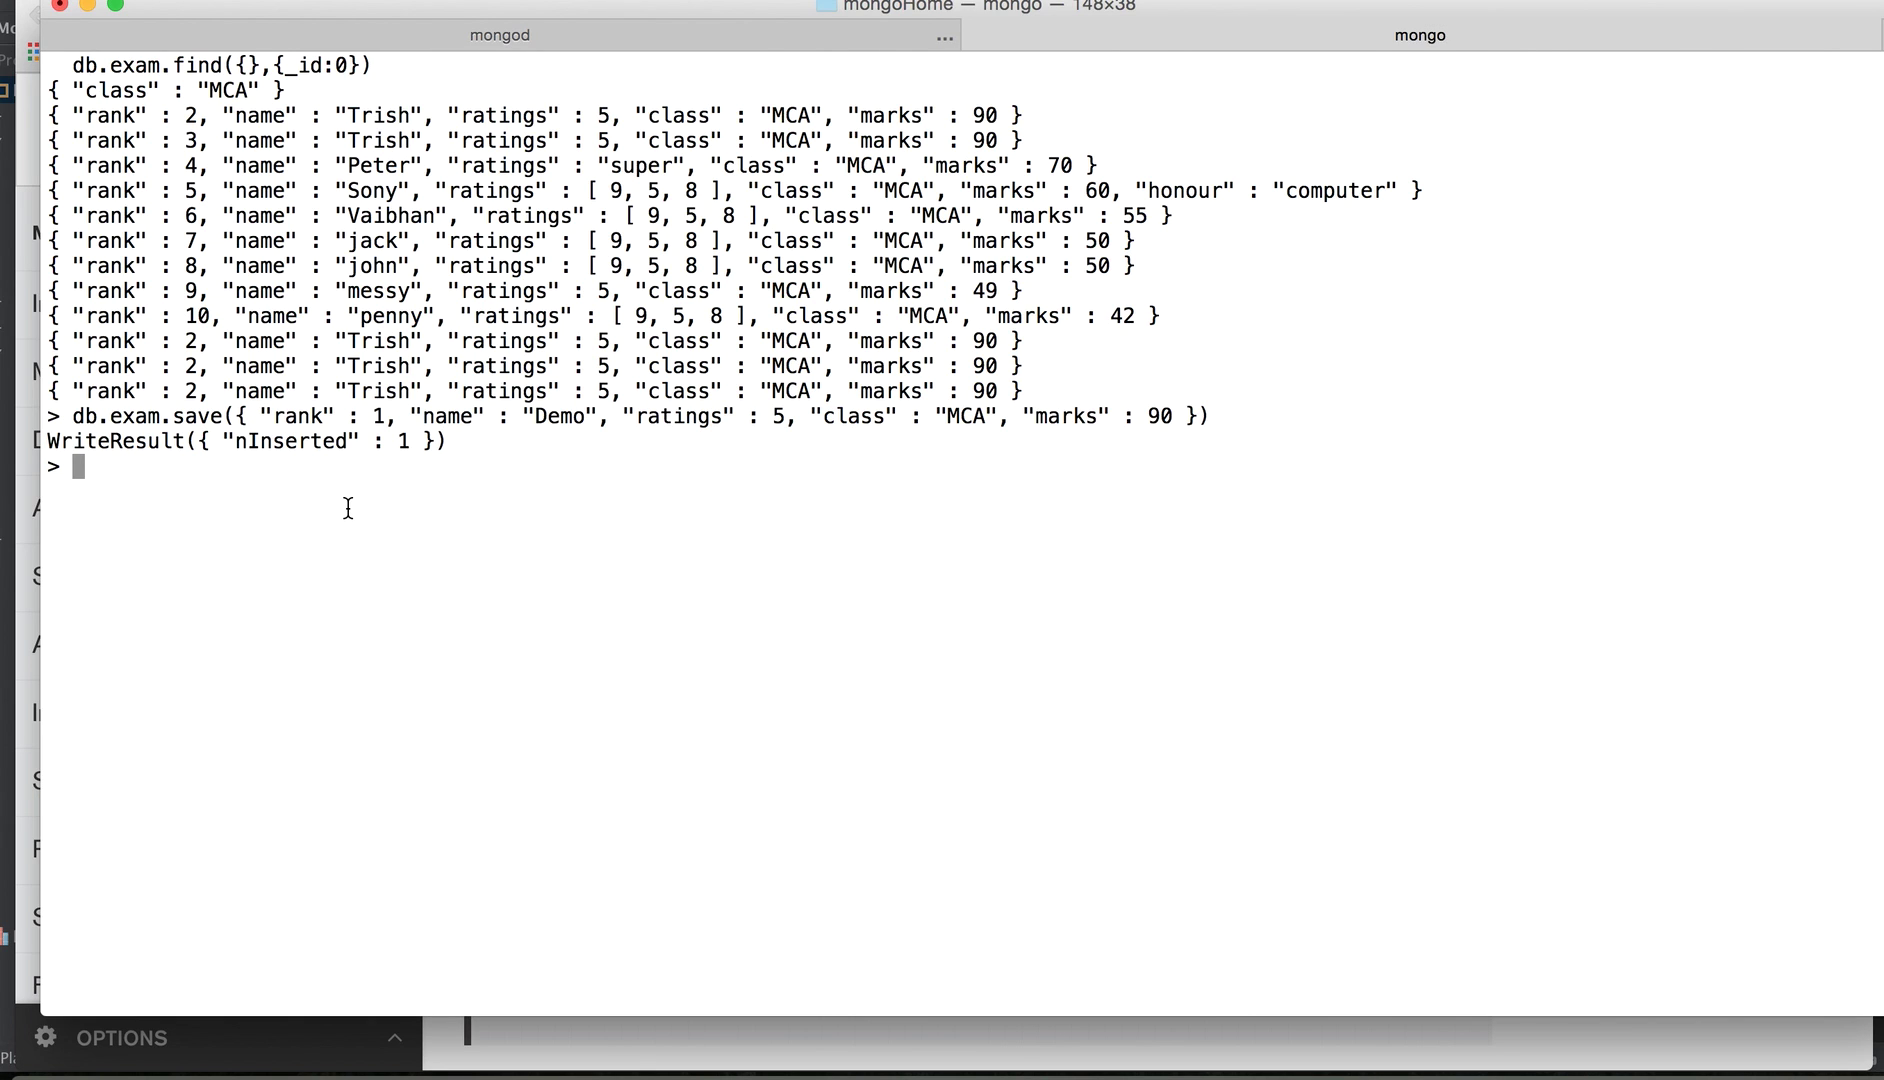 mongoHome — mongo — 148×38
mongod
...
mongo
db.exam.find({},{_id:0})
{ "class" : "MCA" }
{ "rank" : 2, "name" : "Trish", "ratings" : 5, "class" : "MCA", "marks" : 90 }
{ "rank" : 3, "name" : "Trish", "ratings" : 5, "class" : "MCA", "marks" : 90 }
{ "rank" : 4, "name" : "Peter", "ratings" : "super", "class" : "MCA", "marks" : 70 }
{ "rank" : 5, "name" : "Sony", "ratings" : [ 9, 5, 8 ], "class" : "MCA", "marks" : 60, "honour" : "computer" }
{ "rank" : 6, "name" : "Vaibhan", "ratings" : [ 9, 5, 8 ], "class" : "MCA", "marks" : 55 }
{ "rank" : 7, "name" : "jack", "ratings" : [ 9, 5, 8 ], "class" : "MCA", "marks" : 50 }
{ "rank" : 8, "name" : "john", "ratings" : [ 9, 5, 8 ], "class" : "MCA", "marks" : 50 }
{ "rank" : 9, "name" : "messy", "ratings" : 5, "class" : "MCA", "marks" : 49 }
{ "rank" : 10, "name" : "penny", "ratings" : [ 9, 5, 8 ], "class" : "MCA", "marks" : 42 }
{ "rank" : 2, "name" : "Trish", "ratings" : 5, "class" : "MCA", "marks" : 90 }
{ "rank" : 2, "name" : "Trish", "ratings" : 5, "class" : "MCA", "marks" : 90 }
{ "rank" : 2, "name" : "Trish", "ratings" : 5, "class" : "MCA", "marks" : 90 }
> db.exam.save({ "rank" : 1, "name" : "Demo", "ratings" : 5, "class" : "MCA", "marks" : 90 })
WriteResult({ "nInserted" : 1 })
>
OPTIONS